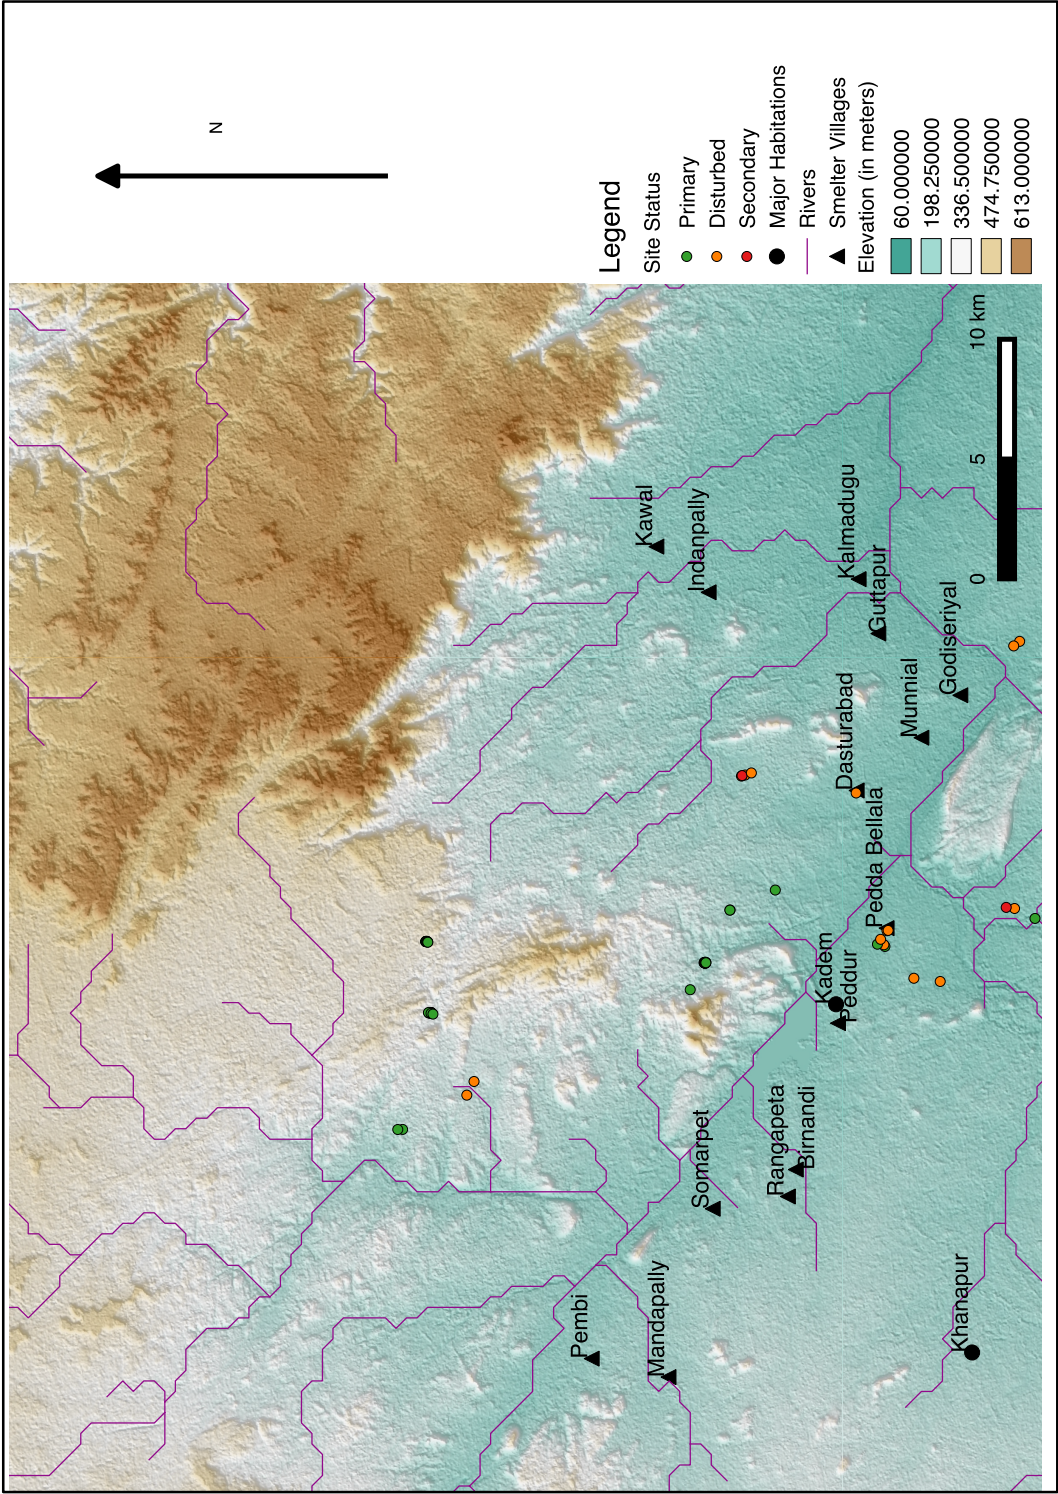 N
Legend
Site Status
Primary
Disturbed
Secondary
Major Habitations
Rivers
Smelter Villages
Elevation (in meters)
60.000000
198.250000
336.500000
474.750000
613.000000
Pembi
Mandapally
Khanapur
Somarpet
Rangapeta
Birnandi
Kadem
Peddur
Pedda Bellala
Dasturabad
Munnial
Godiseriyal
Guttapur
Kalmadugu
Indanpally
Kawal
0 5 10 km